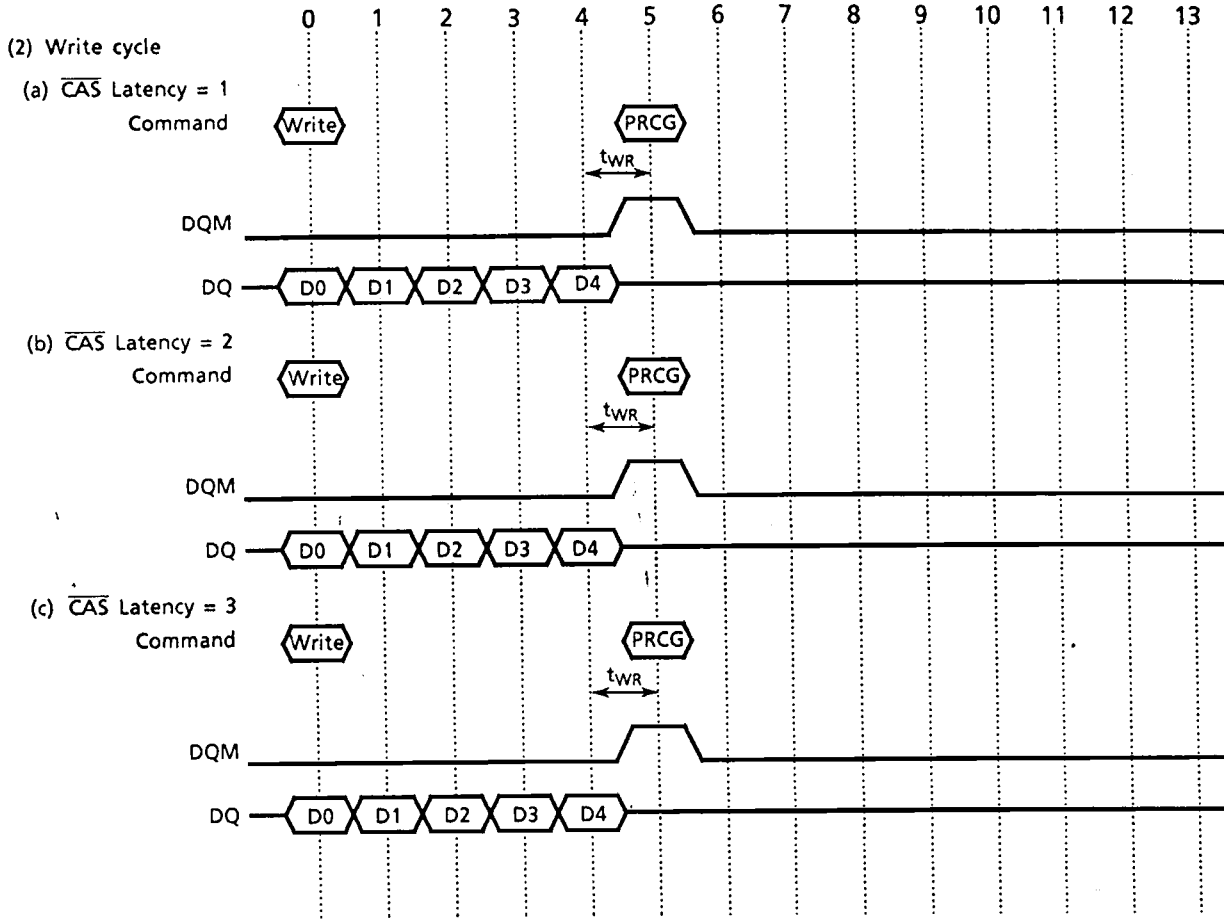 0 1 2 3 4 5 6 7 8 9 10 11 12 13
(2) Write cycle
(a) CAS Latency = 1
Command Write PRCG
tWR
DQM
DQ D0 D1 D2 D3 D4
(b) CAS Latency = 2
Command Write PRCG
tWR
DQM
DQ D0 D1 D2 D3 D4
(c) CAS Latency = 3
Command Write PRCG
tWR
DQM
DQ D0 D1 D2 D3 D4